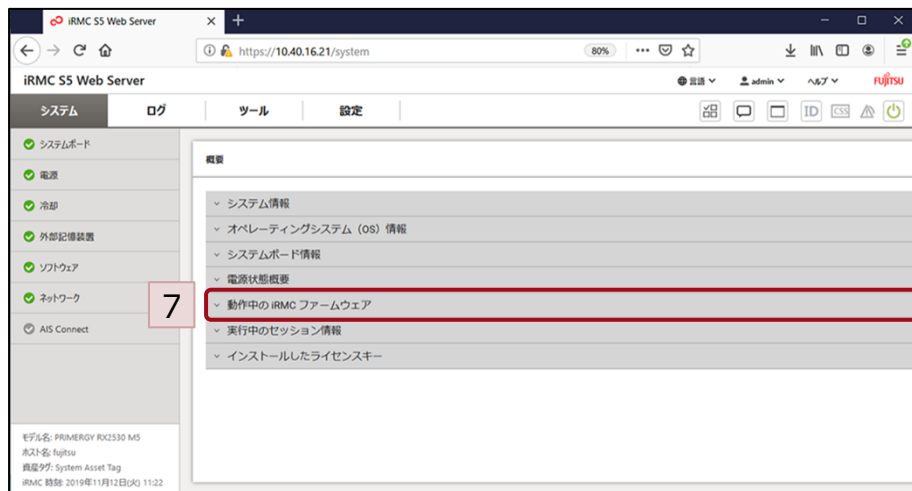 iRMC S5 Web Server
https://10.40.16.21/system
80%
iRMC S5 Web Server
言語
admin
ヘルプ
FUJITSU
システム
ログ
ツール
設定
ID
CSS
システムボード
電源
冷却
外部記憶装置
ソフトウェア
ネットワーク
AIS Connect
概要
システム情報
オペレーティングシステム（OS）情報
システムボード情報
電源状態概要
7
動作中の iRMC ファームウェア
実行中のセッション情報
インストールしたライセンスキー
モデル名: PRIMERGY RX2530 M5
ホスト名: fujitsu
資産タグ: System Asset Tag
iRMC 時刻: 2019年11月12日(火) 11:22